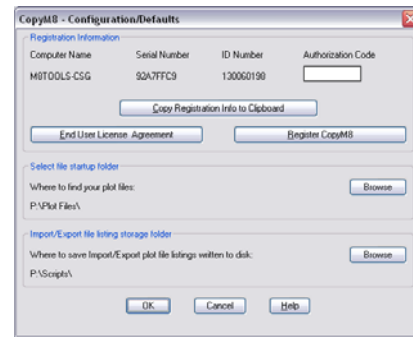 CopyM8 - Configuration/Defaults
Registration Information
Computer Name Serial Number ID Number Authorization Code
M8TOOLS-CSG 92A7FFC9 130060190
Copy Registration Info to Clipboard
End User License Agreement Register CopyM8
Select file startup folder
Where to find your plot files: Browse
P:\Plot Files\
Import/Export file listing storage folder
Where to save Import/Export plot file listings written to disk: Browse
P:\Scripts\
OK Cancel Help